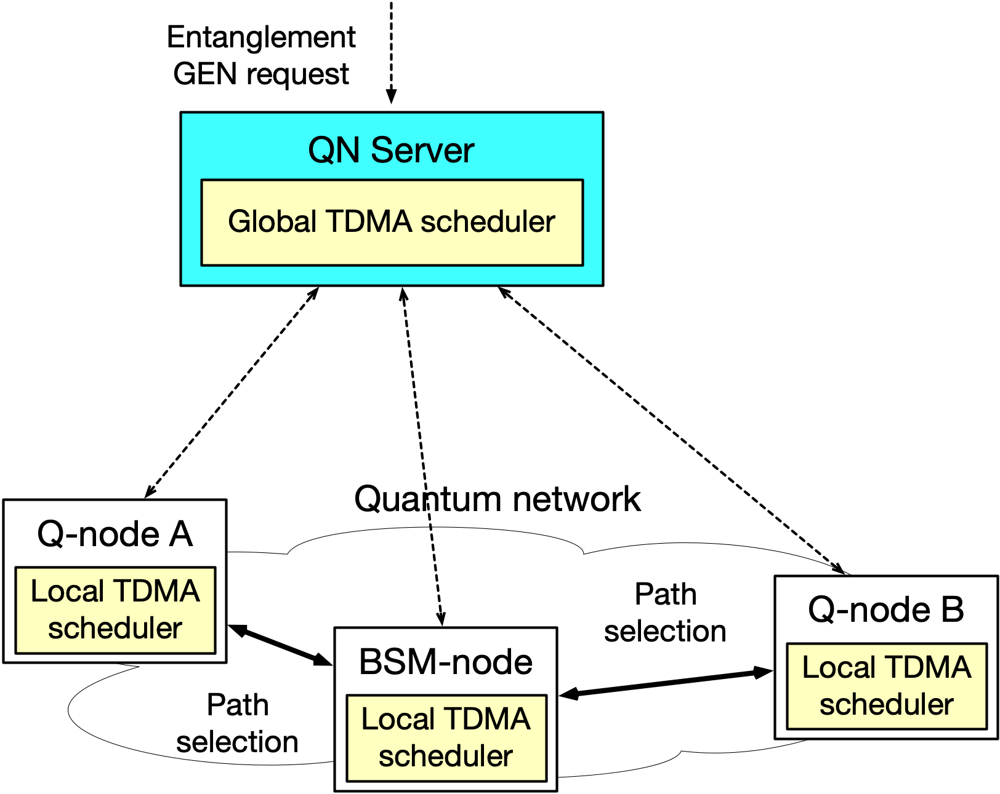 Entanglement
GEN request
QN Server
Global TDMA scheduler
Quantum network
Q-node A
Local TDMA
scheduler
Path
selection
Q-node B
Local TDMA
scheduler
BSM-node
Local TDMA
scheduler
Path
selection